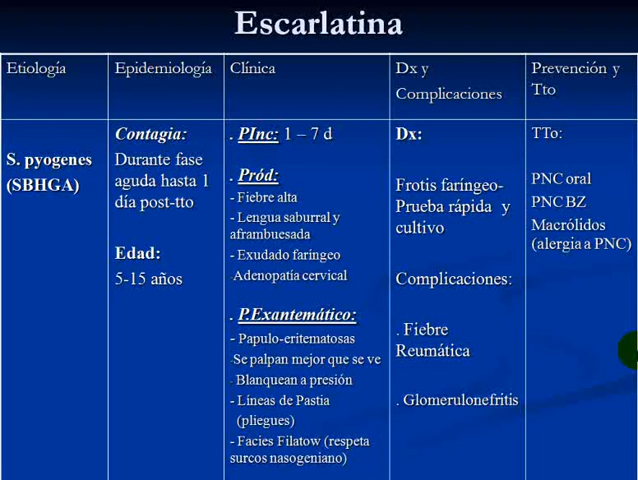 Escarlatina
Etiología
Epidemiología
Clínica
Dx y
Complicaciones
Prevención y
Tto
S. pyogenes
(SBHGA)
Contagia:
Durante fase
aguda hasta 1
día post-tto
Edad:
5-15 años
. PInc: 1 – 7 d
. Pród:
- Fiebre alta
- Lengua saburral y
aframbuesada
- Exudado faríngeo
-Adenopatía cervical
. P.Exantemático:
- Papulo-eritematosas
-Se palpan mejor que se ve
- Blanquean a presión
- Líneas de Pastia
(pliegues)
- Facies Filatow (respeta
surcos nasogeniano)
Dx:
Frotis faríngeo-
Prueba rápida y
cultivo
Complicaciones:
. Fiebre
Reumática
. Glomerulonefritis
TTo:
PNC oral
PNC BZ
Macrólidos
(alergia a PNC)